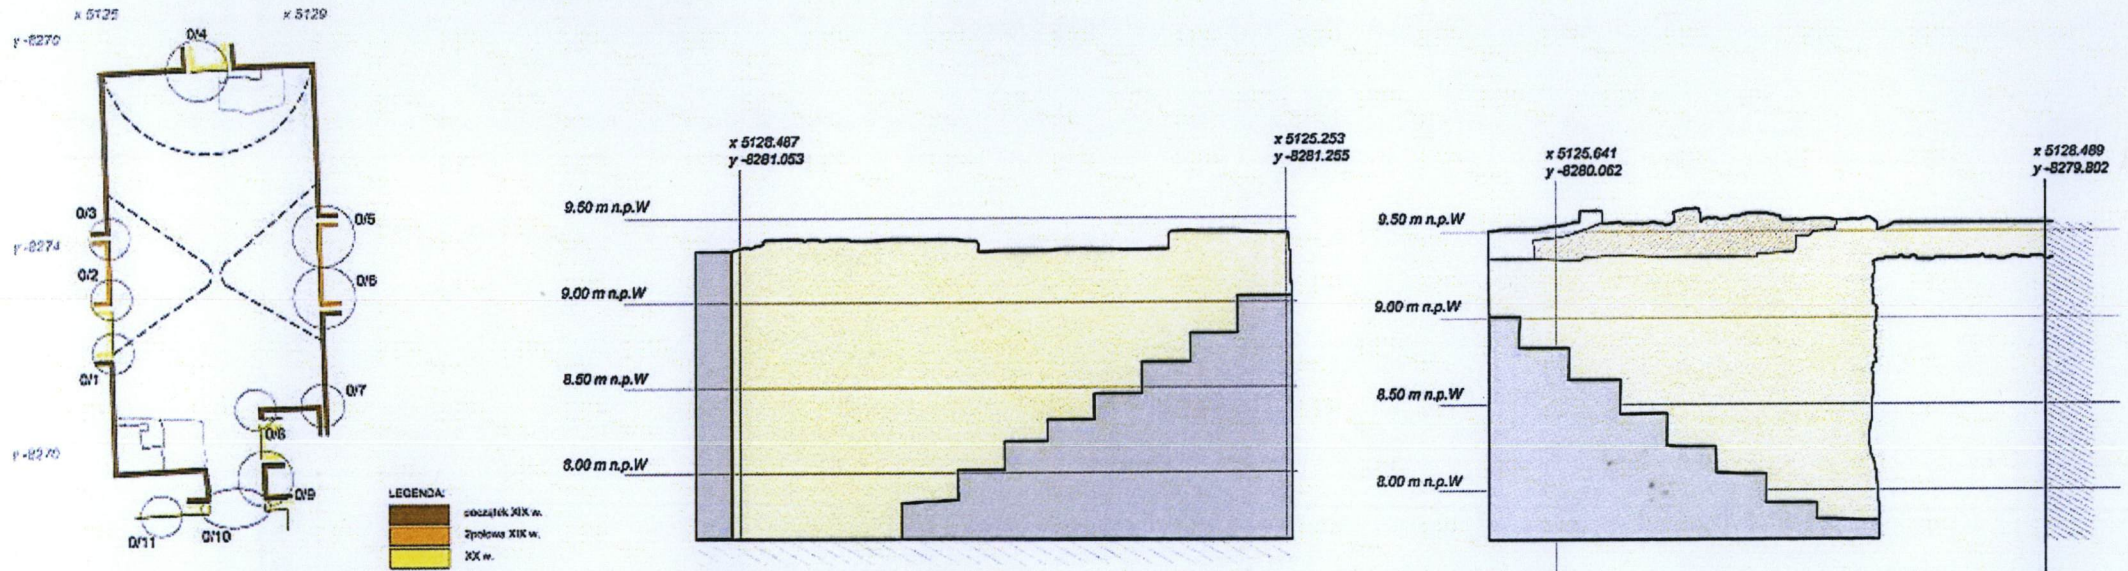 x 5125
x 5129
y -8270
0/4
0/3
0/5
y -8274
0/2
0/6
0/1
0/7
0/8
y -8270
0/9
0/11
0/10
LEGENDA:
początek XIX w.
2połowa XIX w.
XX w.
x 5128.487
y -8281.053
x 5125.253
y -8281.255
9.50 m n.p.W
9.00 m n.p.W
8.50 m n.p.W
8.00 m n.p.W
x 5125.641
y -8280.062
x 5128.489
y -8279.802
9.50 m n.p.W
9.00 m n.p.W
8.50 m n.p.W
8.00 m n.p.W